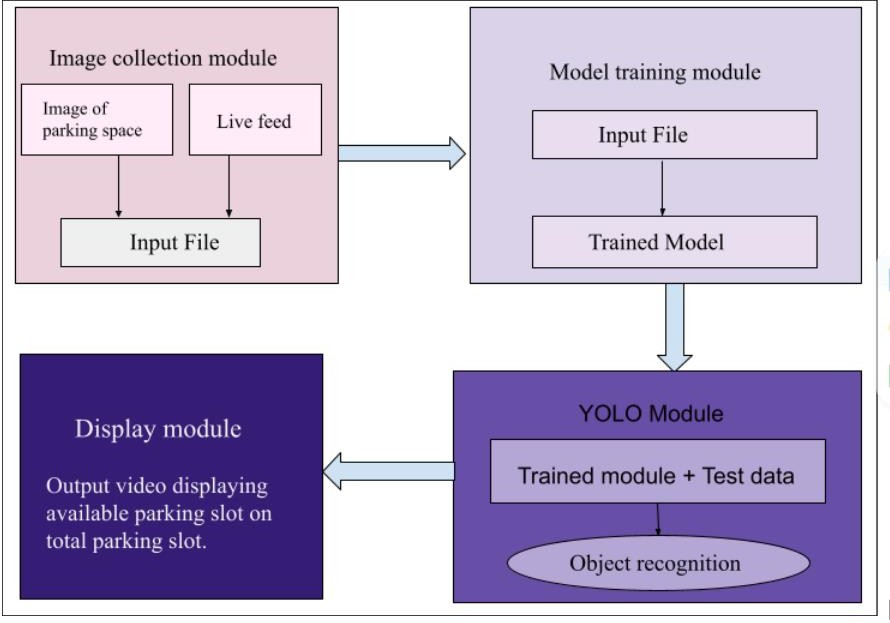 Image collection module
Image of
parking space
Live feed
Input File
Model training module
Input File
Trained Model
YOLO Module
Trained module + Test data
Object recognition
Display module
Output video displaying
available parking slot on
total parking slot.